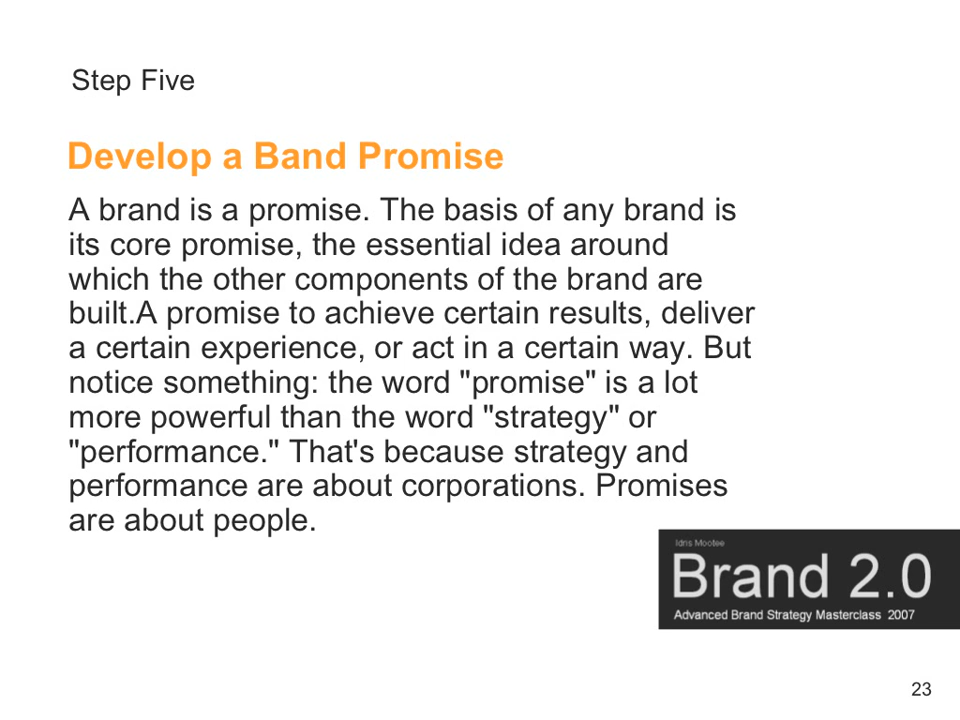 Step Five
Develop a Band Promise
A brand is a promise. The basis of any brand is
its core promise, the essential idea around
which the other components of the brand are
built.A promise to achieve certain results, deliver
a certain experience, or act in a certain way. But
notice something: the word "promise" is a lot
more powerful than the word "strategy" or
"performance." That's because strategy and
performance are about corporations. Promises
are about people.
Idris Mootee
Brand 2.0
Advanced Brand Strategy Masterclass 2007
23